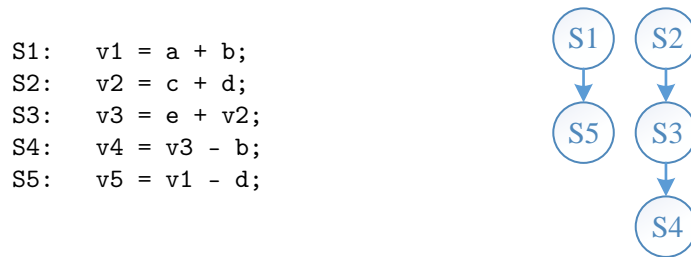 S1: v1 = a + b;
S2: v2 = c + d;
S3: v3 = e + v2;
S4: v4 = v3 - b;
S5: v5 = v1 - d;
S1 S2
S5 S3
S4